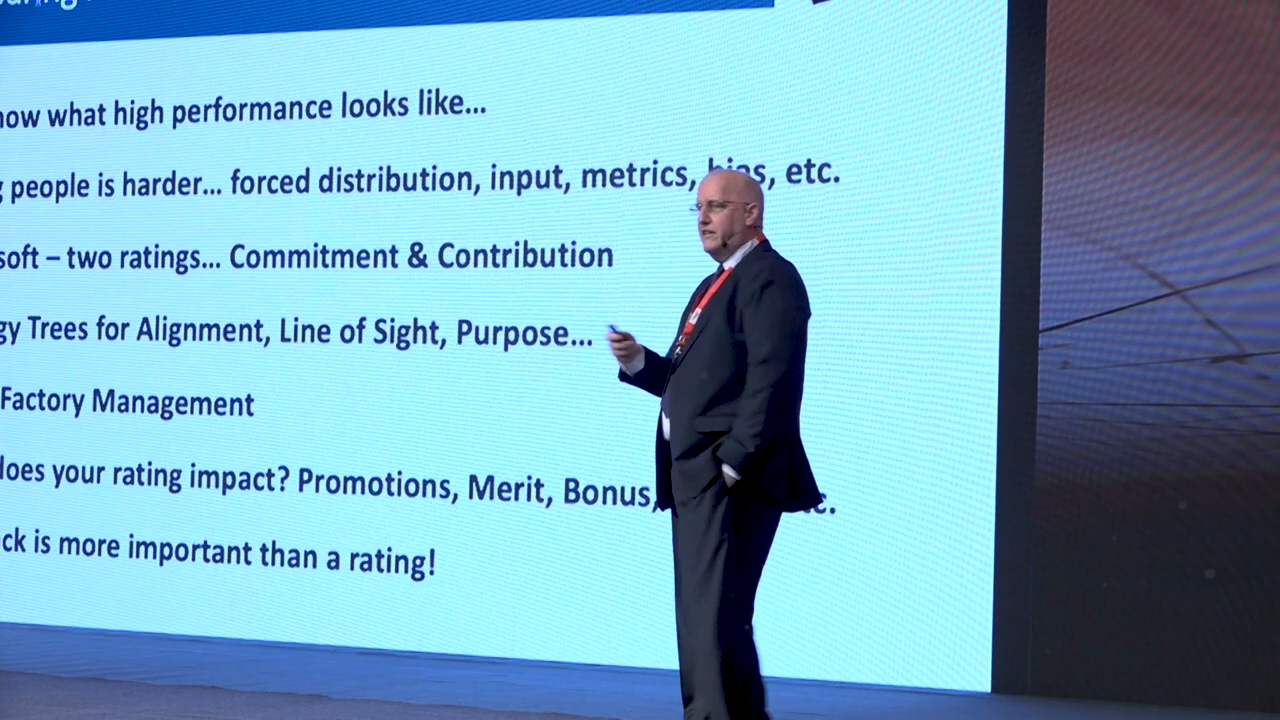 now what high performance looks like...
people is harder... forced distribution, input, metrics, bias, etc.
soft – two ratings... Commitment & Contribution
gy Trees for Alignment, Line of Sight, Purpose...
Factory Management
does your rating impact? Promotions, Merit, Bonus,
ck is more important than a rating!